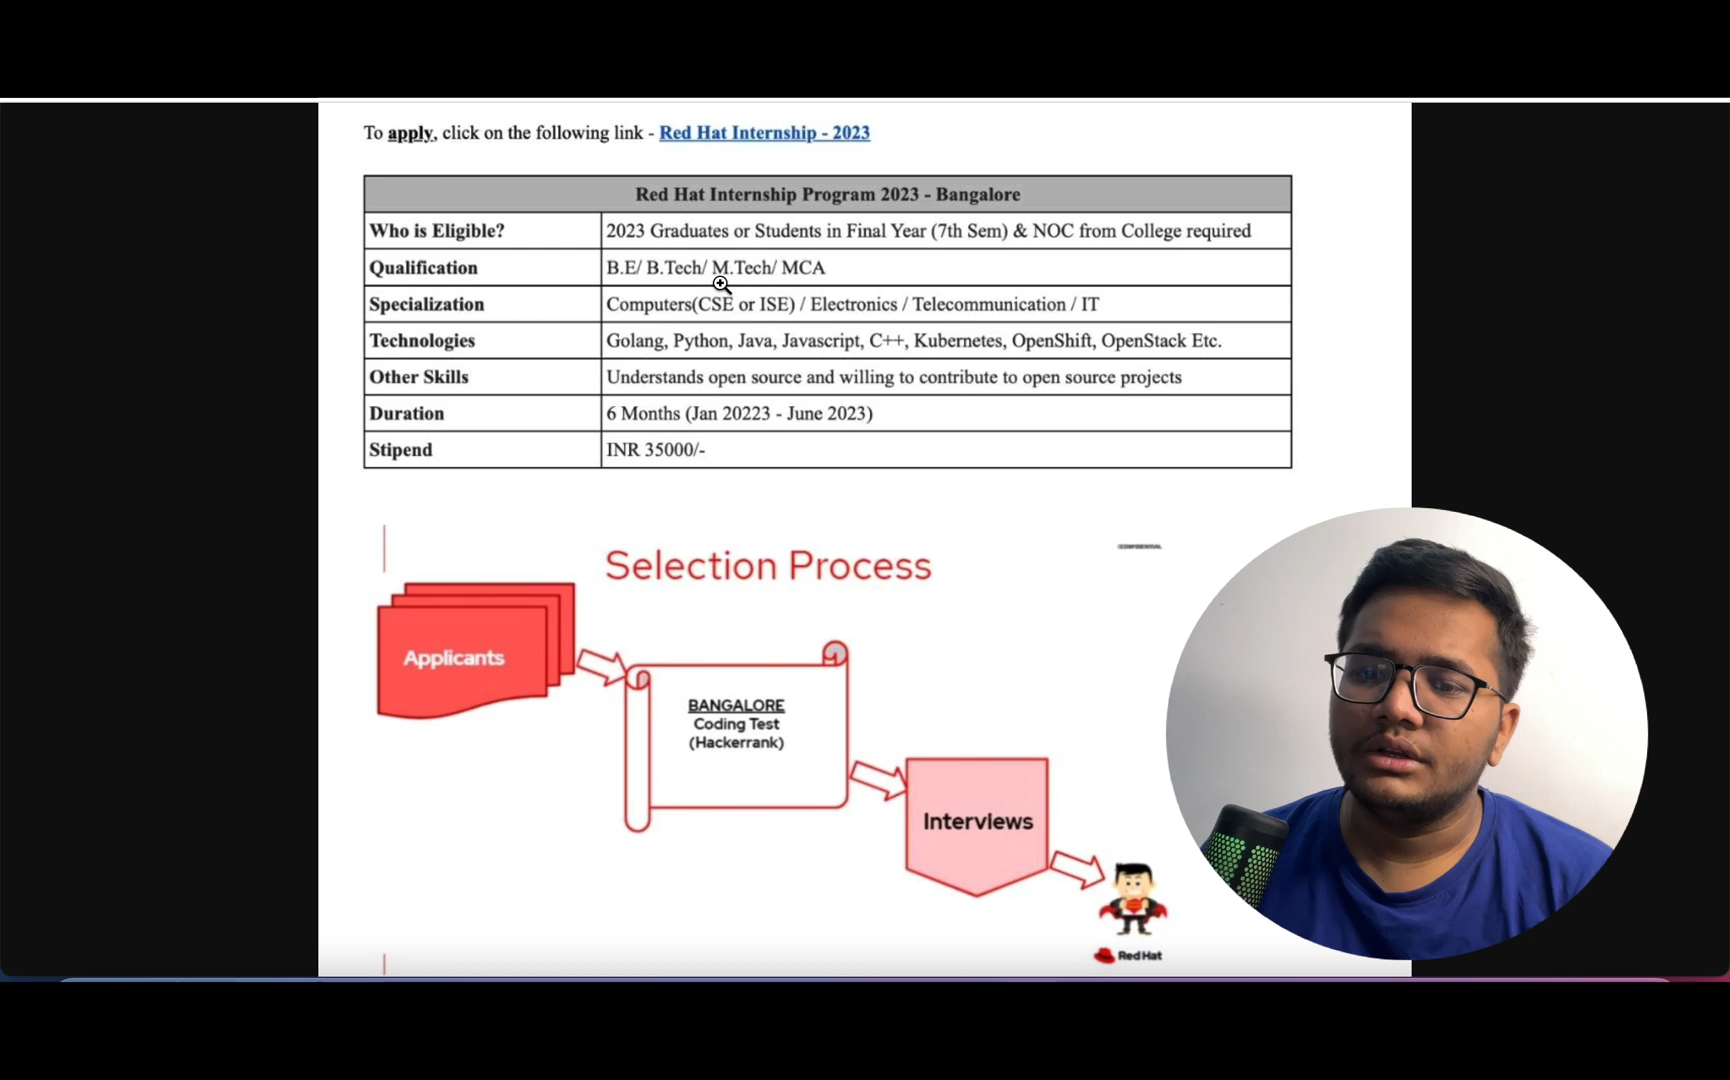 To apply, click on the following link - Red Hat Internship - 2023
Red Hat Internship Program 2023 - Bangalore
Who is Eligible? 2023 Graduates or Students in Final Year (7th Sem) & NOC from College required
Qualification B.E/ B.Tech/ M.Tech/ MCA
Specialization Computers(CSE or ISE) / Electronics / Telecommunication / IT
Technologies Golang, Python, Java, Javascript, C++, Kubernetes, OpenShift, OpenStack Etc.
Other Skills Understands open source and willing to contribute to open source projects
Duration 6 Months (Jan 20223 - June 2023)
Stipend INR 35000/-
Selection Process
CONFIDENTIAL
Applicants
BANGALORE
Coding Test
(Hackerrank)
Interviews
Red Hat